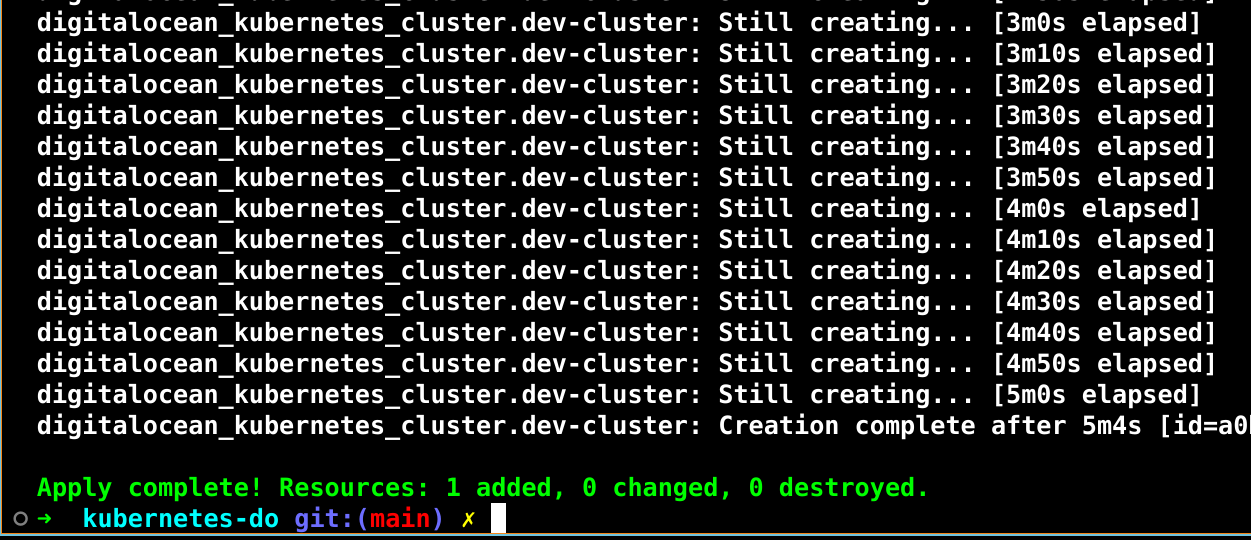 digitalocean_kubernetes_cluster.dev-cluster: Still creating... [3m0s elapsed]
digitalocean_kubernetes_cluster.dev-cluster: Still creating... [3m10s elapsed]
digitalocean_kubernetes_cluster.dev-cluster: Still creating... [3m20s elapsed]
digitalocean_kubernetes_cluster.dev-cluster: Still creating... [3m30s elapsed]
digitalocean_kubernetes_cluster.dev-cluster: Still creating... [3m40s elapsed]
digitalocean_kubernetes_cluster.dev-cluster: Still creating... [3m50s elapsed]
digitalocean_kubernetes_cluster.dev-cluster: Still creating... [4m0s elapsed]
digitalocean_kubernetes_cluster.dev-cluster: Still creating... [4m10s elapsed]
digitalocean_kubernetes_cluster.dev-cluster: Still creating... [4m20s elapsed]
digitalocean_kubernetes_cluster.dev-cluster: Still creating... [4m30s elapsed]
digitalocean_kubernetes_cluster.dev-cluster: Still creating... [4m40s elapsed]
digitalocean_kubernetes_cluster.dev-cluster: Still creating... [4m50s elapsed]
digitalocean_kubernetes_cluster.dev-cluster: Still creating... [5m0s elapsed]
digitalocean_kubernetes_cluster.dev-cluster: Creation complete after 5m4s
Apply complete! Resources: 1 added, 0 changed, 0 destroyed.
➜ kubernetes-do git:(main) ✗